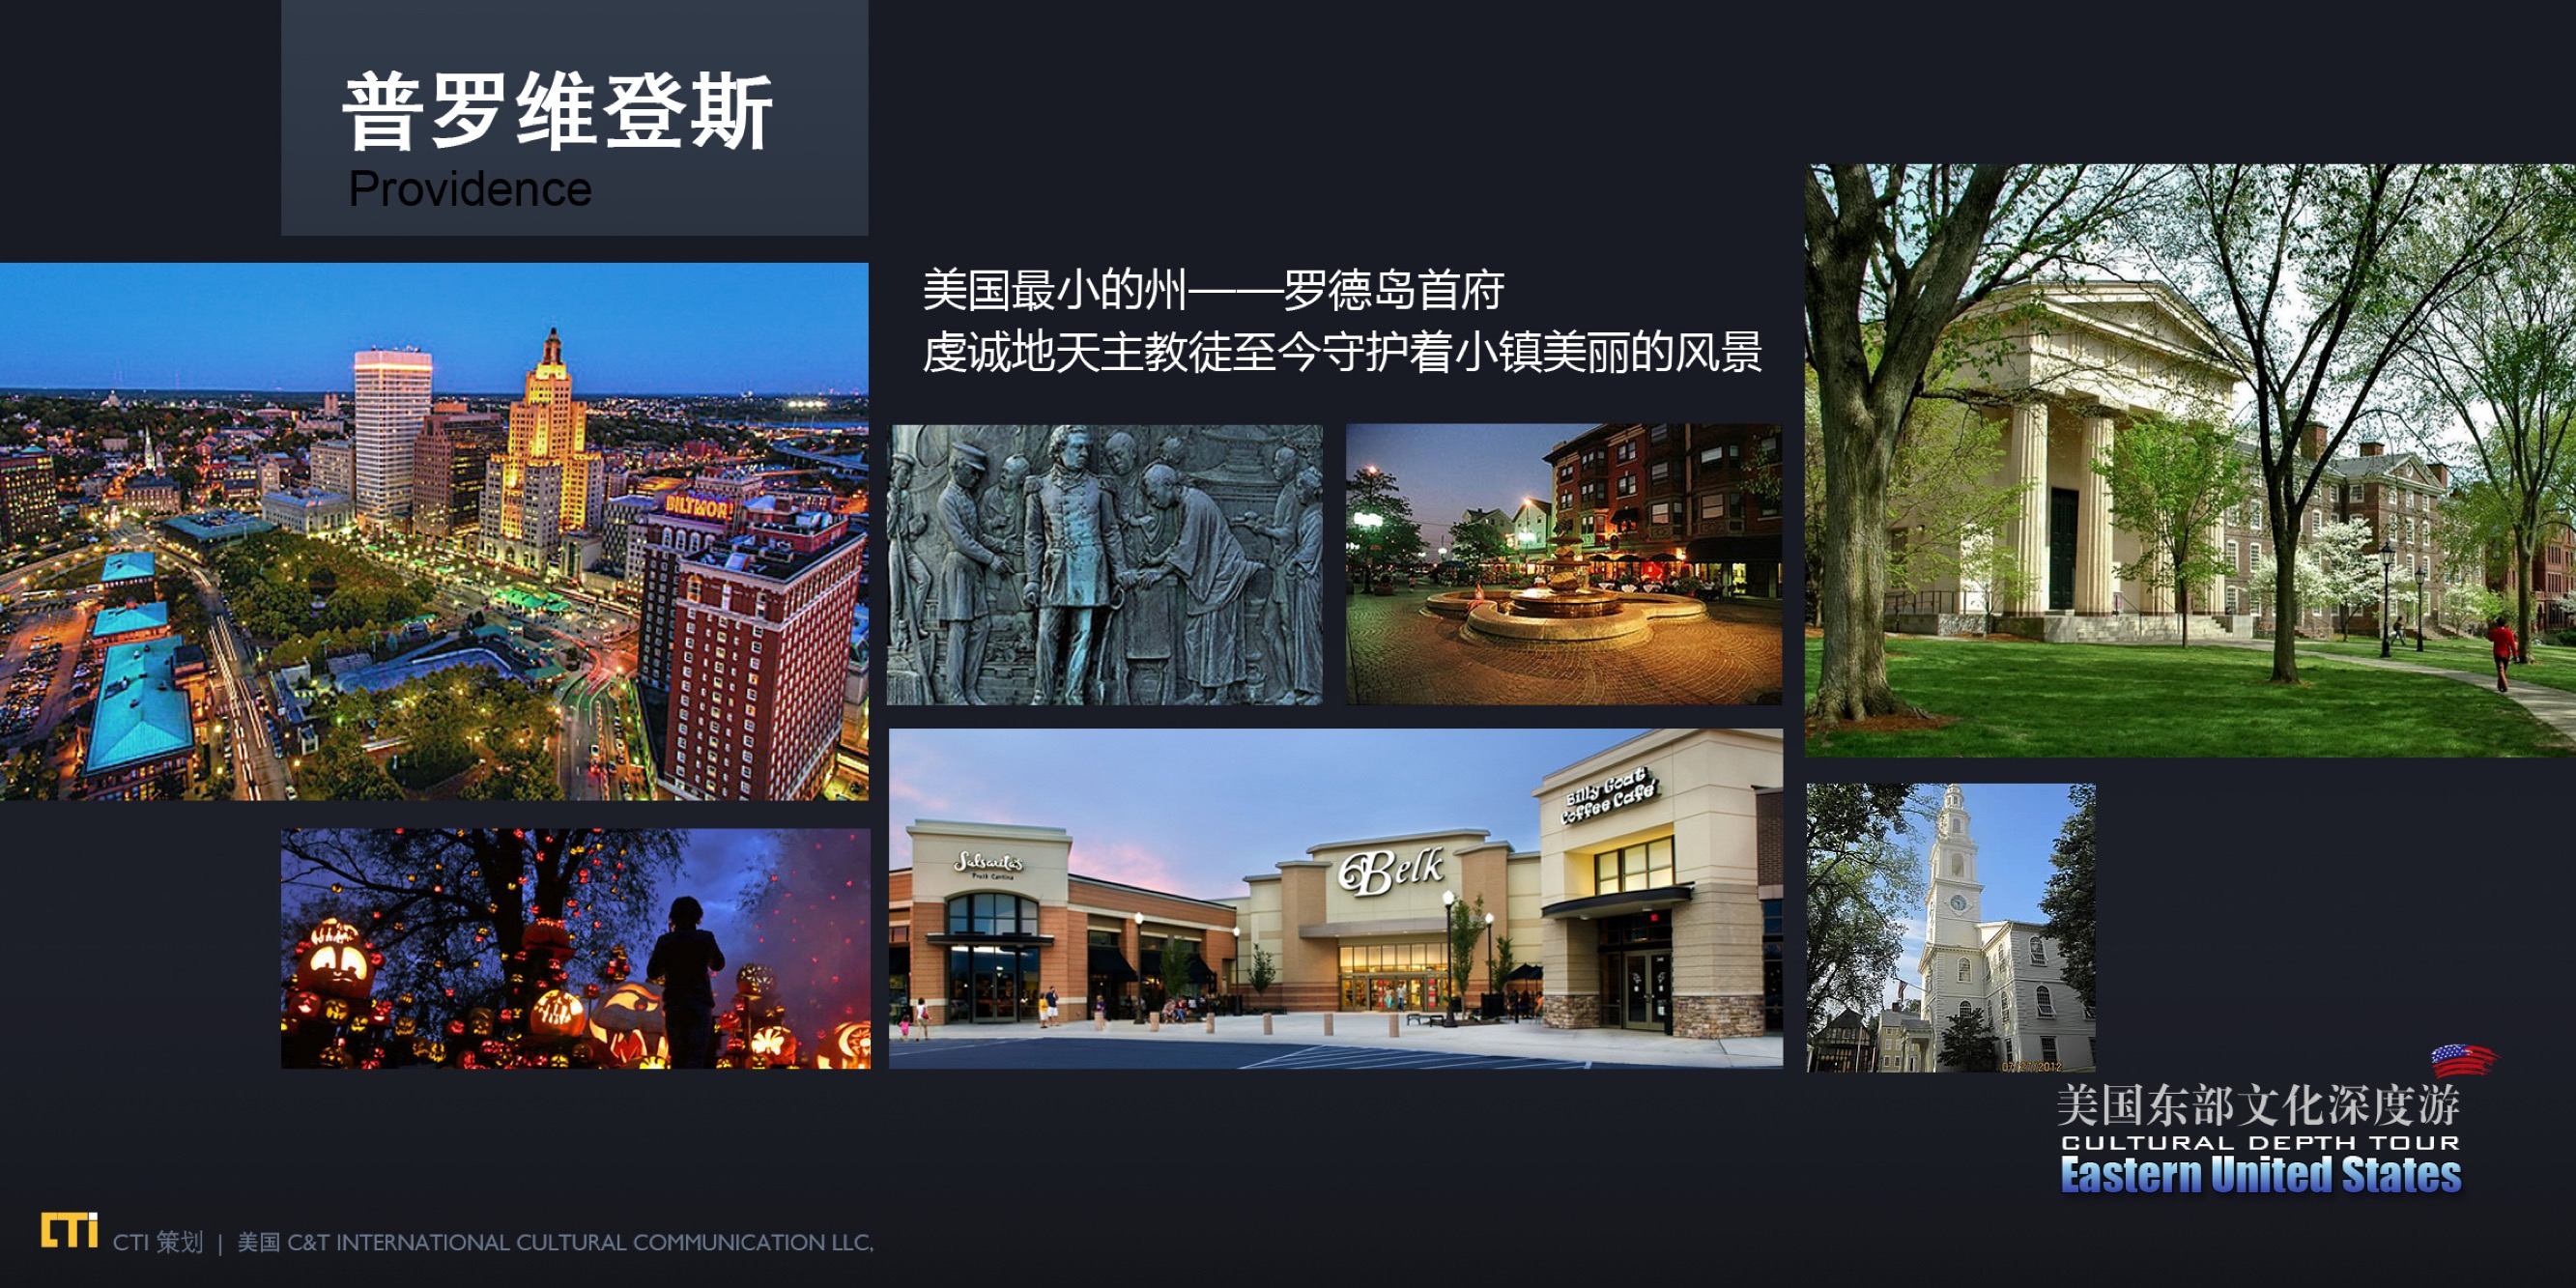 普罗维登斯
Providence
美国最小的州——罗德岛首府
虔诚地天主教徒至今守护着小镇美丽的风景
BILTMOR
Salsarita's
Fresh Cantina
Belk
Billy Goat
Coffee Café
07/27/2012
美国东部文化深度游
CULTURAL DEPTH TOUR
Eastern United States
CTi CTI 策划 | 美国 C&T INTERNATIONAL CULTURAL COMMUNICATION LLC,